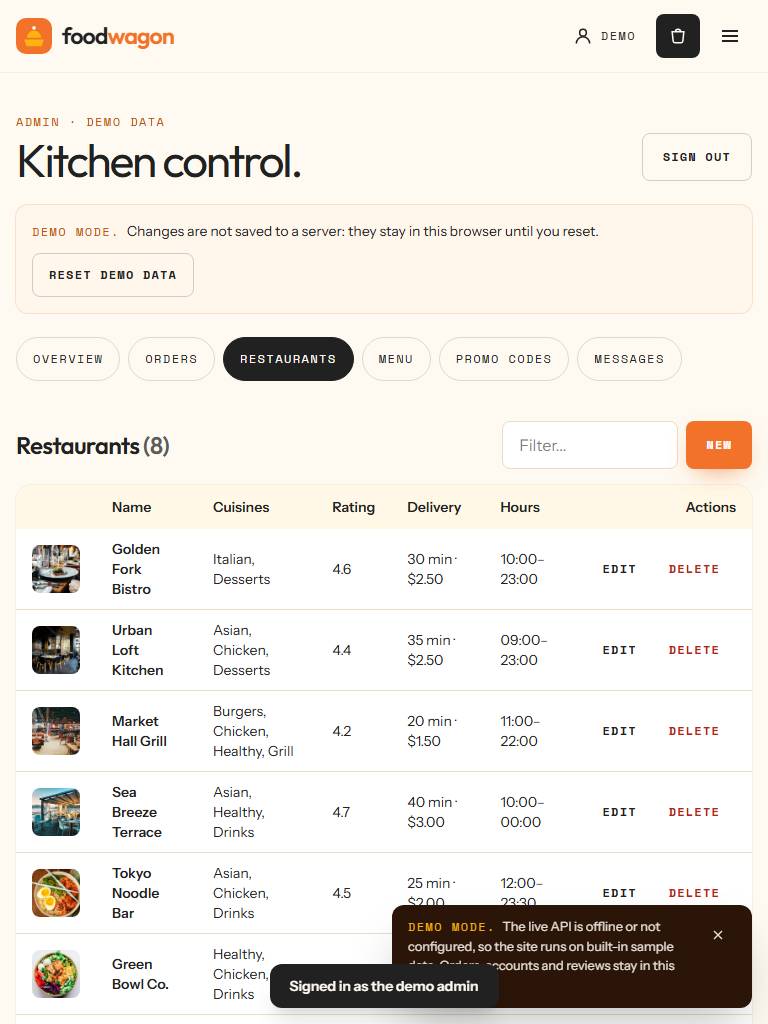 foodwagon
DEMO
ADMIN · DEMO DATA
Kitchen control.
SIGN OUT
DEMO MODE. Changes are not saved to a server: they stay in this browser until you reset.
RESET DEMO DATA
OVERVIEW ORDERS RESTAURANTS MENU PROMO CODES MESSAGES
Restaurants (8)
Filter...
NEW
Name Cuisines Rating Delivery Hours Actions
Golden
Fork
Bistro
Italian,
Desserts
4.6
30 min ·
$2.50
10:00–
23:00
EDIT DELETE
Urban
Loft
Kitchen
Asian,
Chicken,
Desserts
4.4
35 min ·
$2.50
09:00–
23:00
EDIT DELETE
Market
Hall Grill
Burgers,
Chicken,
Healthy, Grill
4.2
20 min ·
$1.50
11:00–
22:00
EDIT DELETE
Sea
Breeze
Terrace
Asian,
Healthy,
Drinks
4.7
40 min ·
$3.00
10:00–
00:00
EDIT DELETE
Tokyo
Noodle
Bar
Asian,
Chicken,
Drinks
4.5
25 min ·
$2.00
12:00–
23:30
EDIT DELETE
Green
Bowl Co.
Healthy,
Chicken,
Drinks
DEMO MODE. The live API is offline or not
configured, so the site runs on built-in sample
data. Orders, accounts and reviews stay in this
Signed in as the demo admin